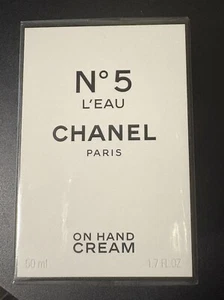 N°5
L'EAU
CHANEL
PARIS
50 ml 1.7 FL. OZ.
ON HAND
CREAM